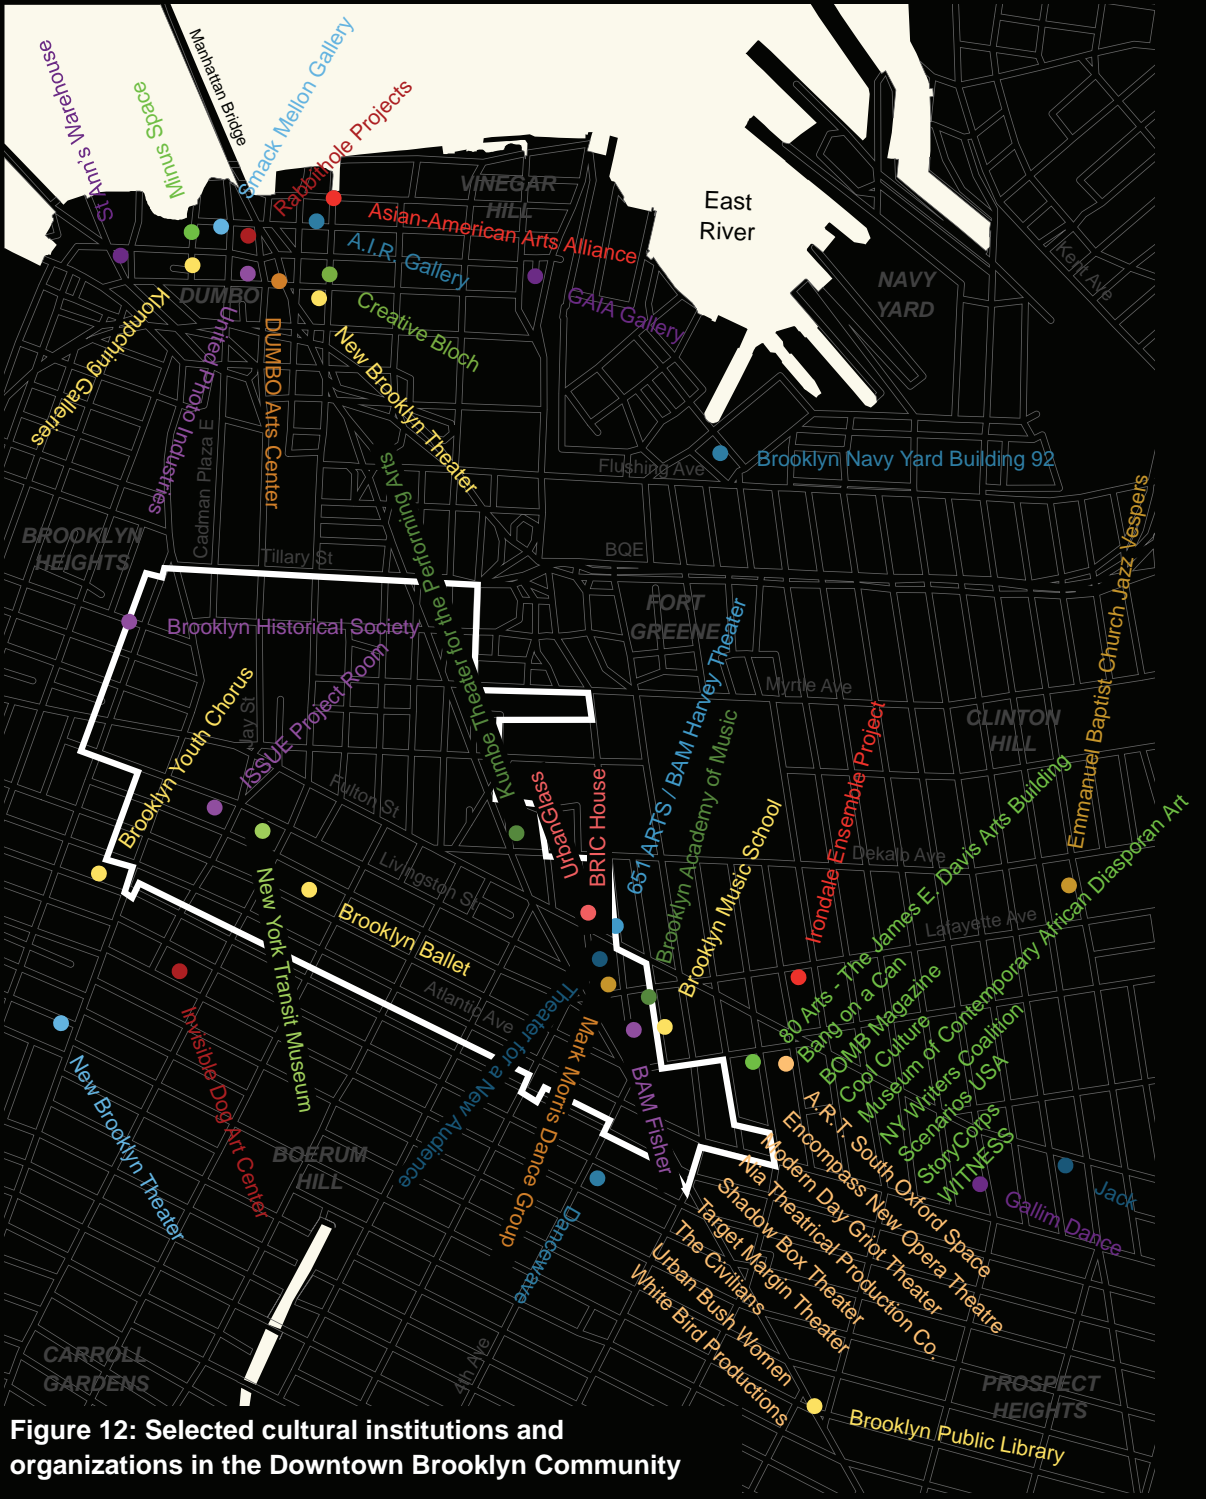 St Ann's Warehouse
Minus Space
Manhattan Bridge
Smack Mellon Gallery
Rabbithole Projects
VINEGAR
HILL
Asian-American Arts Alliance
A.I.R. Gallery
East
River
NAVY
YARD
Kent Ave
DUMBO
GAIA Gallery
Klompching Galleries
United Photo Industries
DUMBO Arts Center
Creative Bloch
New Brooklyn Theater
Cadman Plaza E
Kumbe Theater for the Performing Arts
Flushing Ave
Brooklyn Navy Yard Building 92
BROOKLYN
HEIGHTS
Tillary St
BQE
Emmanuel Baptist Church Jazz Vespers
Brooklyn Historical Society
FORT
GREENE
Brooklyn Youth Chorus
Jay St
ISSUE Project Room
Myrtle Ave
CLINTON
HILL
Fulton St
UrbanGlass
BRIC House
651 ARTS / BAM Harvey Theater
Brooklyn Academy of Music
Brooklyn Music School
Irondale Ensemble Project
Dekalb Ave
Livingston St
Lafayette Ave
New York Transit Museum
Brooklyn Ballet
Atlantic Ave
80 Arts - The James E. Davis Arts Building
Bang on a Can
BOMB Magazine
Cool Culture
Museum of Contemporary African Diasporan Art
NY Writers Coalition
Scenarios USA
StoryCorps
WITNESS
Invisible Dog Art Center
New Brooklyn Theater
Theater for a New Audience
Mark Morris Dance Group
BAM Fisher
BOERUM
HILL
Dancewave
A.R.T. South Oxford Space
Encompass New Opera Theatre
Modern Day Griot Theater
Nia Theatrical Production Co.
Shadow Box Theater
Target Margin Theater
The Civilians
Urban Bush Women
White Bird Productions
Jack
Gallim Dance
4th Ave
CARROLL
GARDENS
PROSPECT
HEIGHTS
Brooklyn Public Library
Figure 12: Selected cultural institutions and
organizations in the Downtown Brooklyn Community